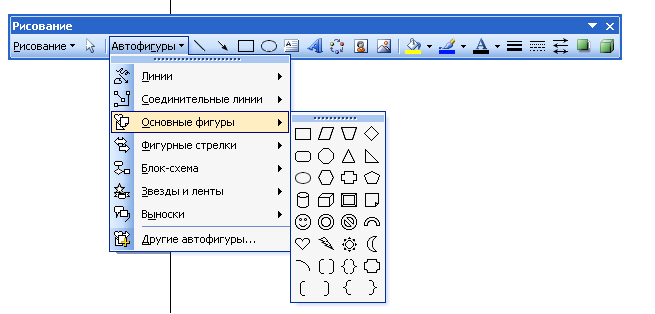 Рисование
Рисование Автофигуры
Линии
Соединительные линии
Основные фигуры
Фигурные стрелки
Блок-схема
Звезды и ленты
Выноски
Другие автофигуры...